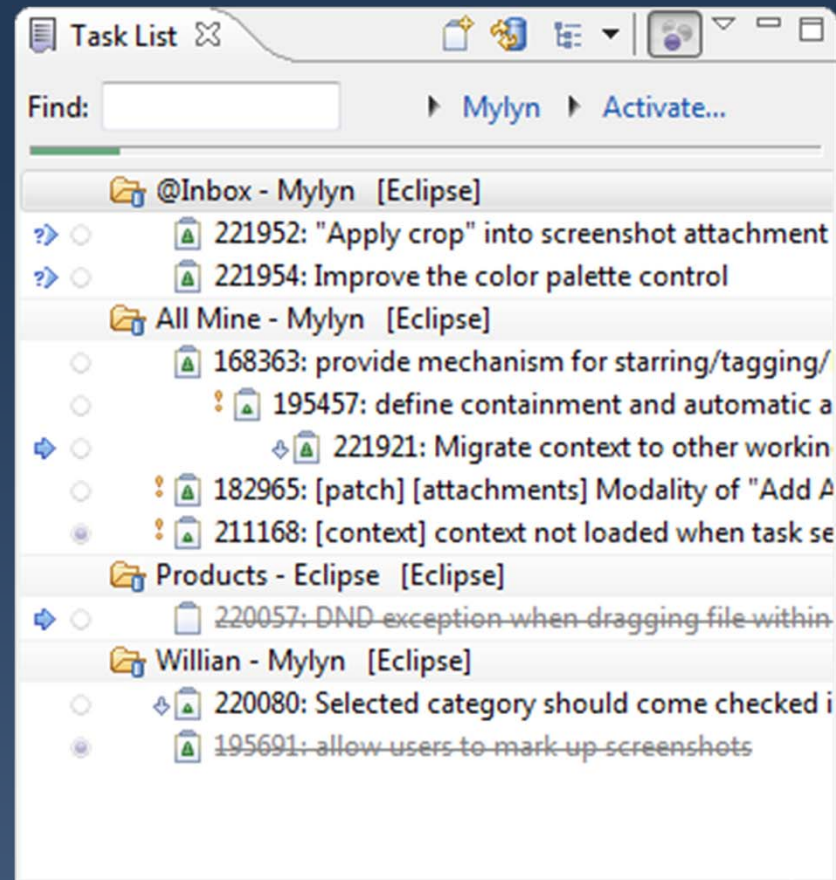 Task List
Find:
Mylyn Activate...
@Inbox - Mylyn [Eclipse]
221952: "Apply crop" into screenshot attachment
221954: Improve the color palette control
All Mine - Mylyn [Eclipse]
168363: provide mechanism for starring/tagging/
195457: define containment and automatic a
221921: Migrate context to other workin
182965: [patch] [attachments] Modality of "Add A
211168: [context] context not loaded when task se
Products - Eclipse [Eclipse]
220057: DND exception when dragging file within
Willian - Mylyn [Eclipse]
220080: Selected category should come checked i
195691: allow users to mark up screenshots